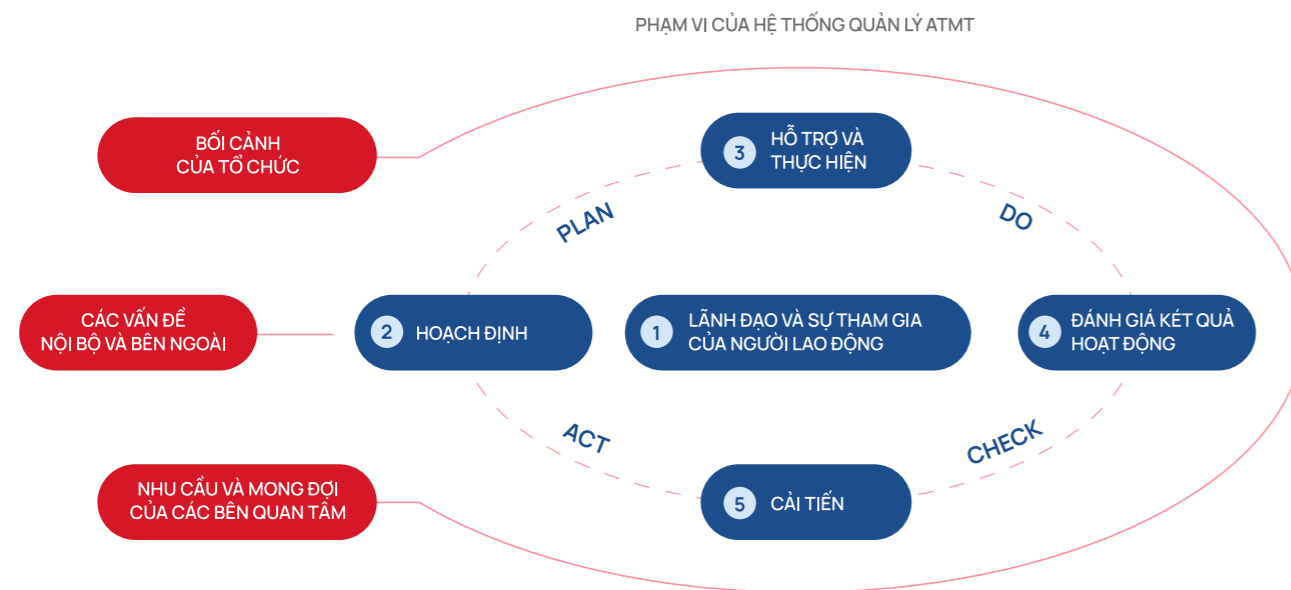 PHẠM VỊ CỦA HỆ THỐNG QUẢN LÝ ATMT
BỐI CẢNH
CỦA TỔ CHỨC
3
HỖ TRỢ VÀ
THỰC HIỆN
PLAN
DO
CÁC VẤN ĐỀ
NỘI BỘ VÀ BÊN NGOÀI
2
HOẠCH ĐỊNH
1
LÃNH ĐẠO VÀ SỰ THAM GIA
CỦA NGƯỜI LAO ĐỘNG
4
ĐÁNH GIÁ KẾT QUẢ
HOẠT ĐỘNG
ACT
CHECK
NHU CẦU VÀ MONG ĐỢI
CỦA CÁC BÊN QUAN TÂM
5
CẢI TIẾN